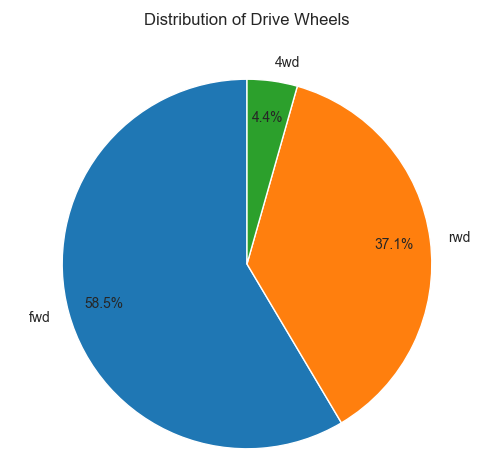 Distribution of Drive Wheels
4wd
4.4%
37.1%
rwd
58.5%
fwd